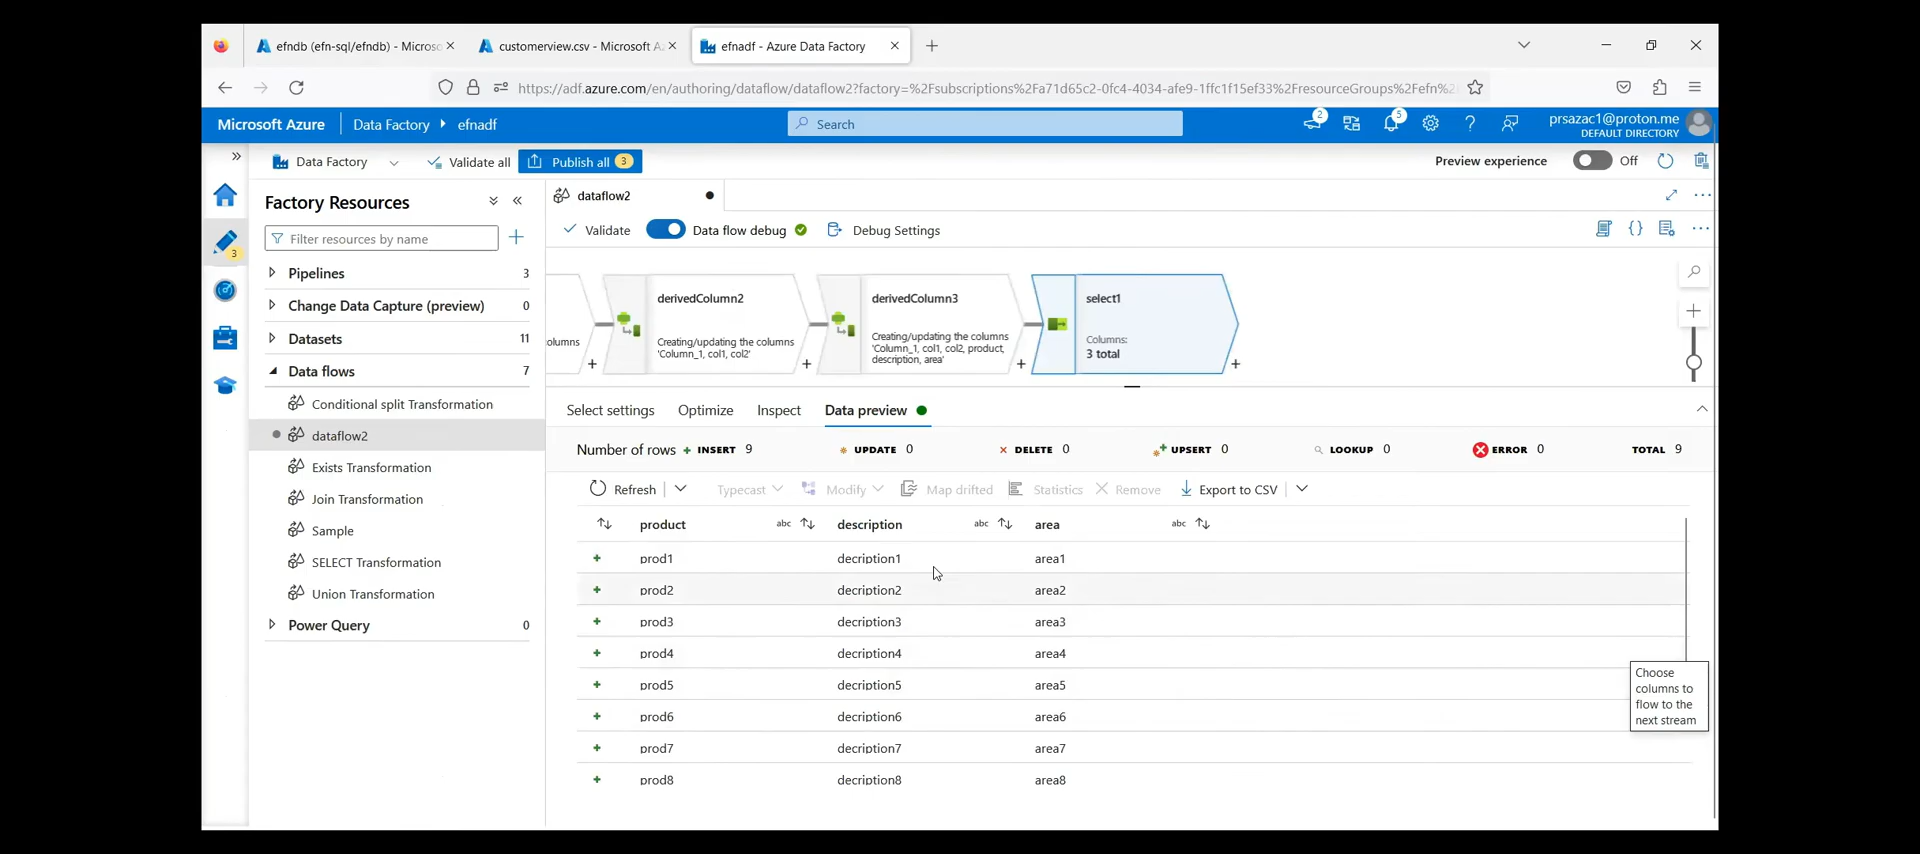 efndb (efn-sql/efndb) - Microso
customerview.csv - Microsoft Az
efnadf - Azure Data Factory
https://adf.azure.com/en/authoring/dataflow/dataflow2?factory=%2Fsubscriptions%2Fa71d65c2-0fc4-4034-afe9-1ffc1f15ef33%2FresourceGroups%2Fefn%2
Microsoft Azure
Data Factory
efnadf
Search
2
5
prsazac1@proton.me
DEFAULT DIRECTORY
Data Factory
Validate all
Publish all 3
Preview experience
Off
3
Factory Resources
Filter resources by name
Pipelines 3
Change Data Capture (preview) 0
Datasets 11
Data flows 7
Conditional split Transformation
dataflow2
Exists Transformation
Join Transformation
Sample
SELECT Transformation
Union Transformation
Power Query 0
dataflow2
Validate
Data flow debug
Debug Settings
olumns
derivedColumn2
Creating/updating the columns
'Column_1, col1, col2'
derivedColumn3
Creating/updating the columns
'Column_1, col1, col2, product,
description, area'
select1
Columns:
3 total
Select settings
Optimize
Inspect
Data preview
Number of rows
INSERT 9
UPDATE 0
DELETE 0
UPSERT 0
LOOKUP 0
ERROR 0
TOTAL 9
Refresh
Typecast
Modify
Map drifted
Statistics
Remove
Export to CSV
product abc description abc area abc
prod1 decription1 area1
prod2 decription2 area2
prod3 decription3 area3
prod4 decription4 area4
prod5 decription5 area5
prod6 decription6 area6
prod7 decription7 area7
prod8 decription8 area8
Choose
columns to
flow to the
next stream